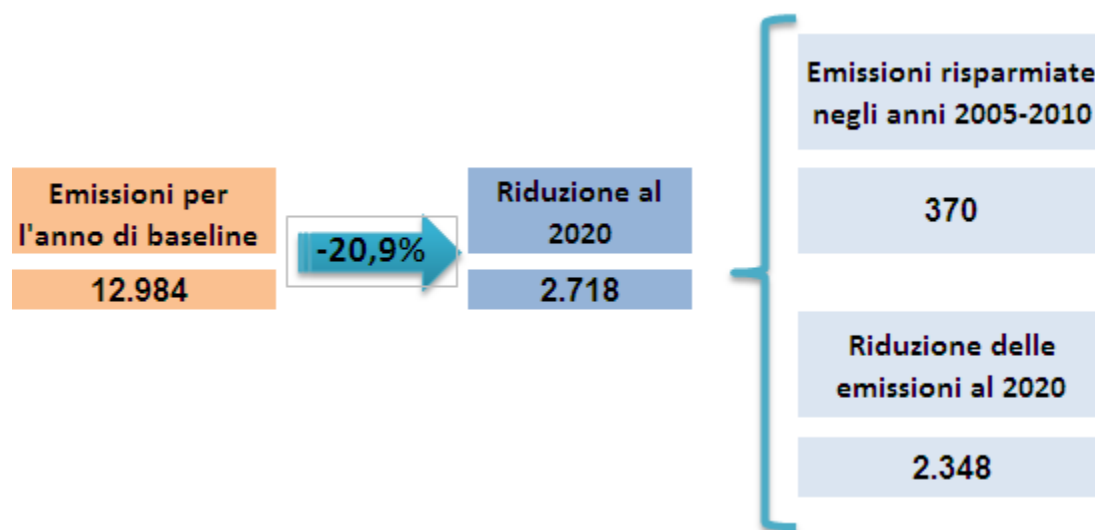 Emissioni per
l'anno di baseline
12.984
-20,9%
Riduzione al
2020
2.718
Emissioni risparmiate
negli anni 2005-2010
370
Riduzione delle
emissioni al 2020
2.348